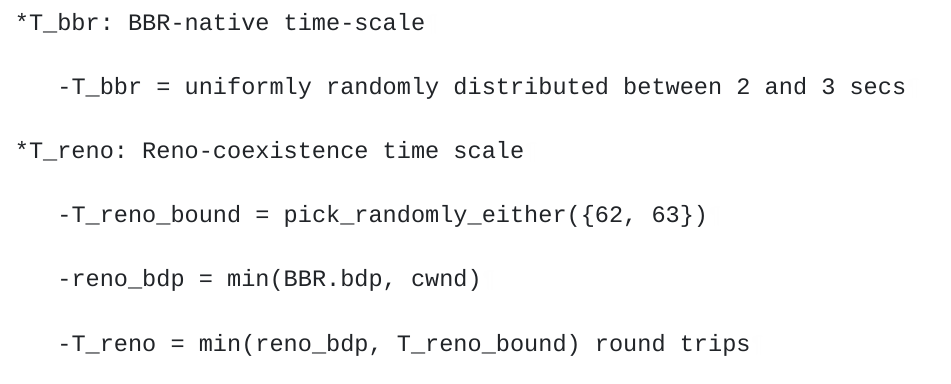 *T_bbr: BBR-native time-scale
-T_bbr = uniformly randomly distributed between 2 and 3 secs
*T_reno: Reno-coexistence time scale
-T_reno_bound = pick_randomly_either({62, 63})
-reno_bdp = min(BBR.bdp, cwnd)
-T_reno = min(reno_bdp, T_reno_bound) round trips